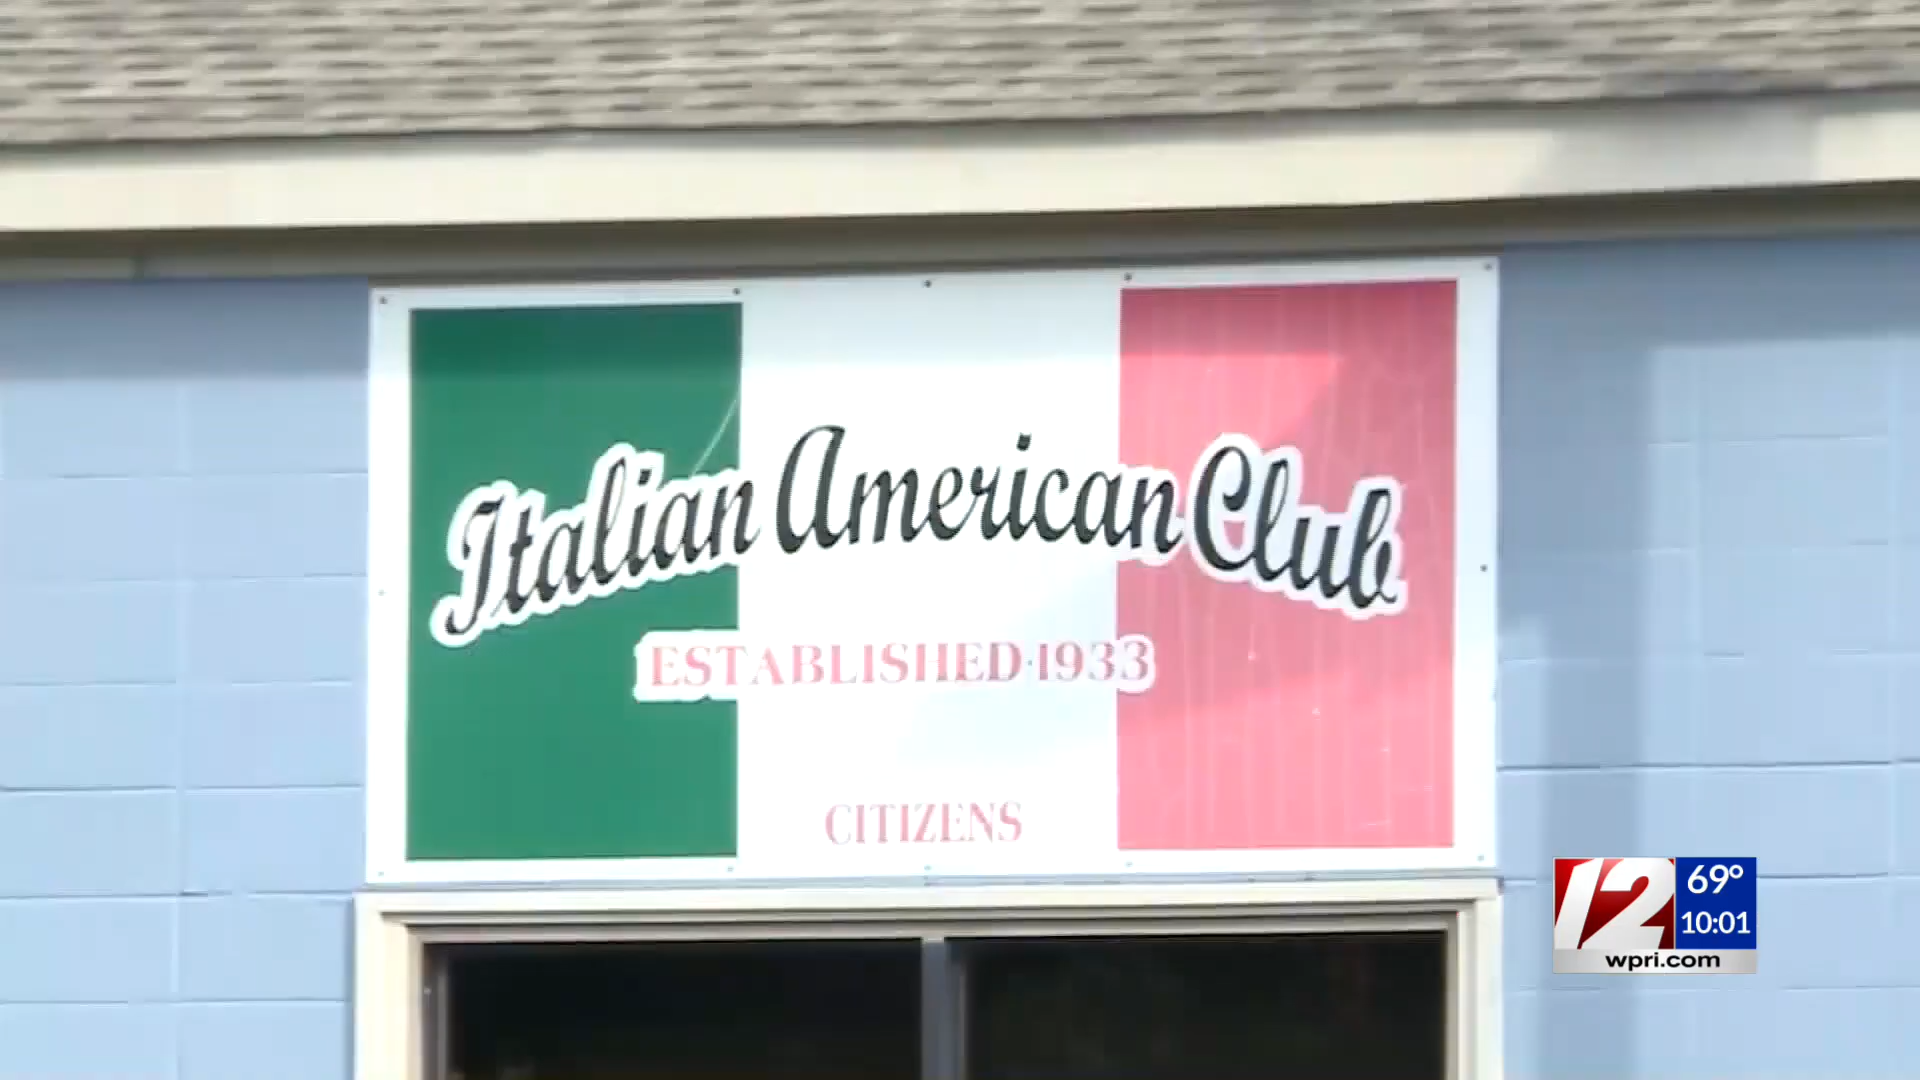 Italian American Club
ESTABLISHED·1933
CITIZENS
12
69°
10:01
wpri.com